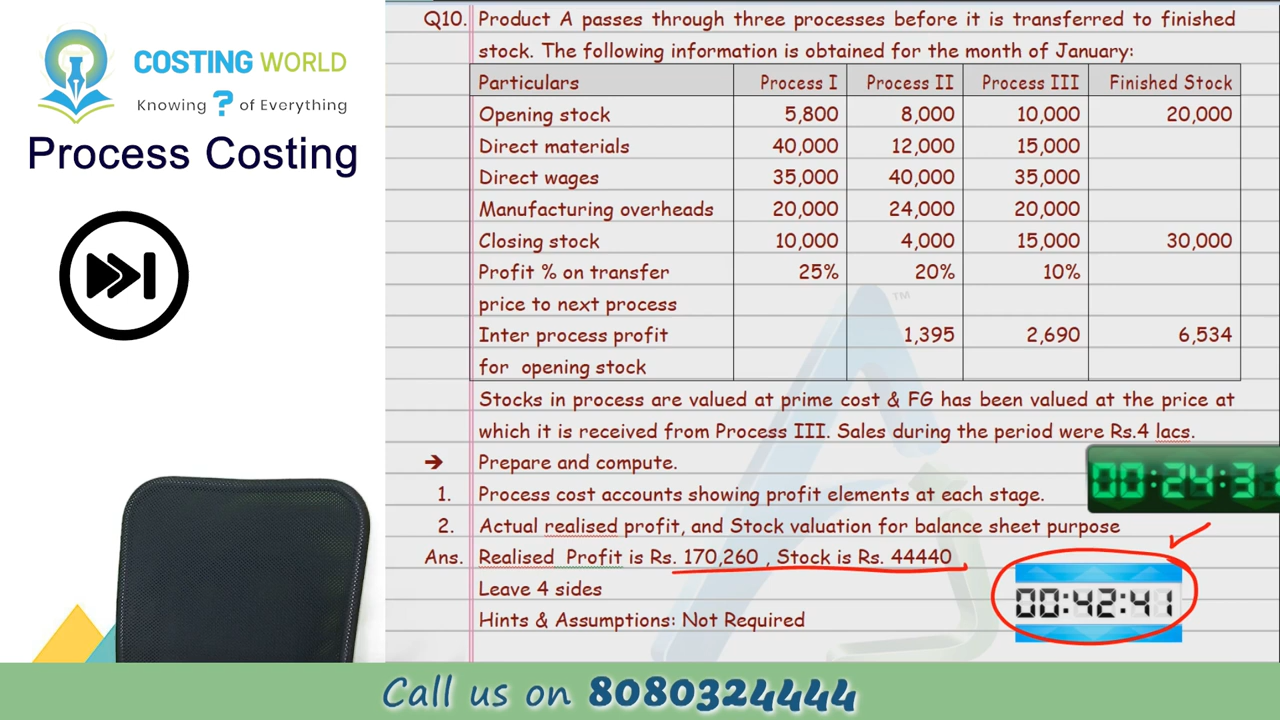 COSTING WORLD
Knowing ? of Everything
Process Costing
Q10. Product A passes through three processes before it is transferred to finished
stock. The following information is obtained for the month of January:
Particulars Process I Process II Process III Finished Stock
Opening stock 5,800 8,000 10,000 20,000
Direct materials 40,000 12,000 15,000
Direct wages 35,000 40,000 35,000
Manufacturing overheads 20,000 24,000 20,000
Closing stock 10,000 4,000 15,000 30,000
Profit % on transfer 25% 20% 10%
price to next process
Inter process profit 1,395 2,690 6,534
for opening stock
TM
Stocks in process are valued at prime cost & FG has been valued at the price at
which it is received from Process III. Sales during the period were Rs.4 lacs.
➔ Prepare and compute.
1. Process cost accounts showing profit elements at each stage.
00:24:3
2. Actual realised profit, and Stock valuation for balance sheet purpose
Ans. Realised Profit is Rs. 170,260 , Stock is Rs. 44440
Leave 4 sides
00:42:41
Hints & Assumptions: Not Required
Call us on 8080324444